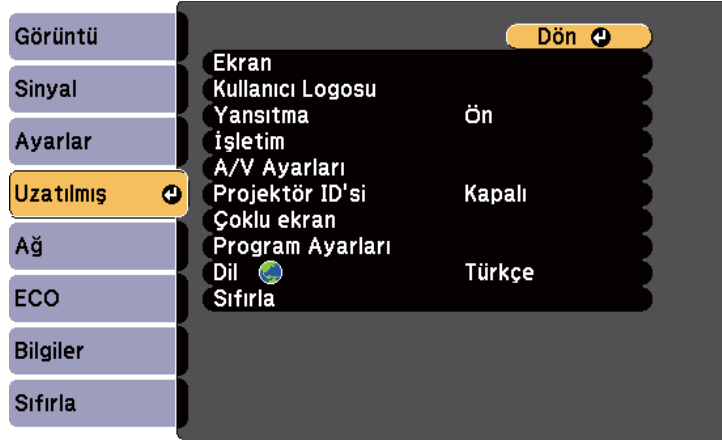 Görüntü
Sinyal
Ayarlar
Uzatılmış
Ağ
ECO
Bilgiler
Sıfırla
Dön
Ekran
Kullanıcı Logosu
Yansıtma Ön
İşletim
A/V Ayarları
Projektör ID'si Kapalı
Çoklu ekran
Program Ayarları
Dil Türkçe
Sıfırla